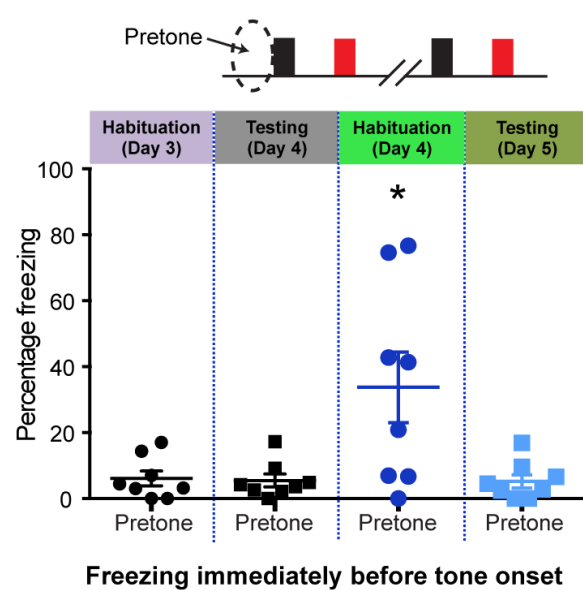 Pretone
Habituation
(Day 3)
Testing
(Day 4)
Habituation
(Day 4)
Testing
(Day 5)
Percentage freezing
100
80
60
40
20
0
*
Pretone
Pretone
Pretone
Pretone
Freezing immediately before tone onset